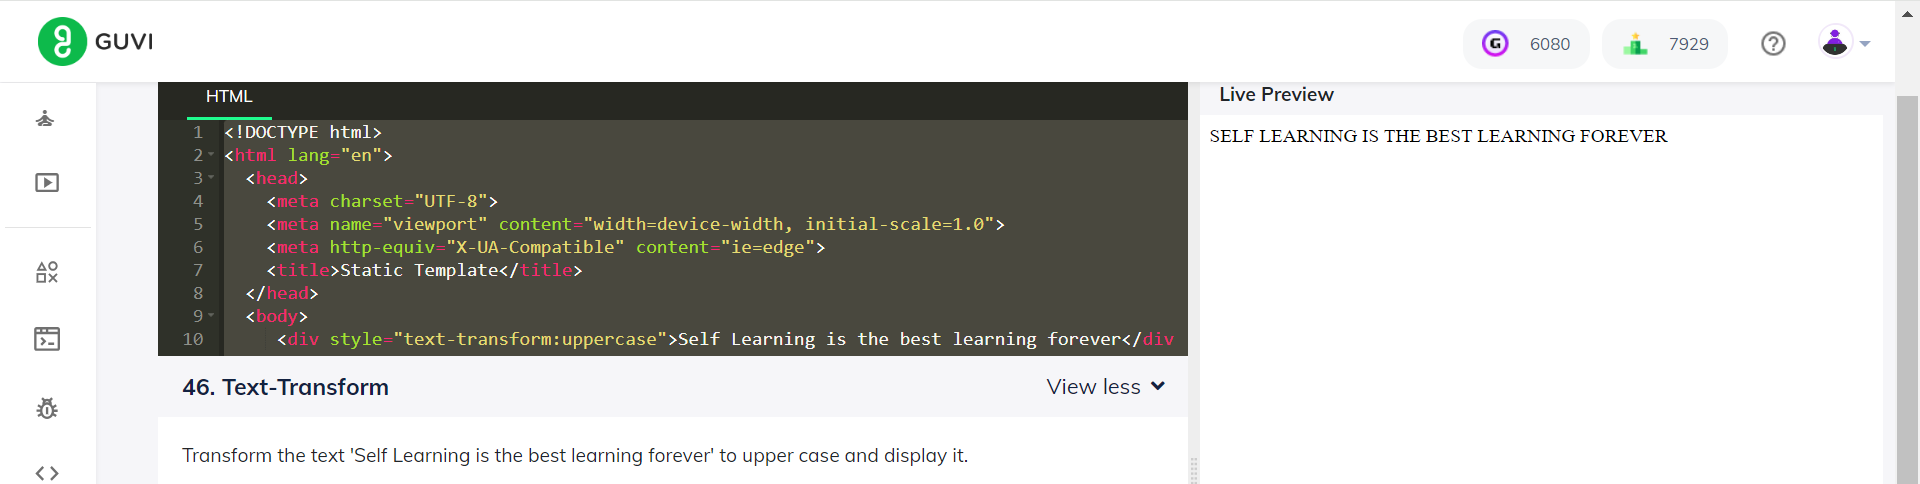 GUVI
6080
7929
HTML
Live Preview
1 <!DOCTYPE html>
2 <html lang="en">
3 <head>
4 <meta charset="UTF-8">
5 <meta name="viewport" content="width=device-width, initial-scale=1.0">
6 <meta http-equiv="X-UA-Compatible" content="ie=edge">
7 <title>Static Template</title>
8 </head>
9 <body>
10 <div style="text-transform:uppercase">Self Learning is the best learning forever</div
SELF LEARNING IS THE BEST LEARNING FOREVER
46. Text-Transform
View less
Transform the text 'Self Learning is the best learning forever' to upper case and display it.